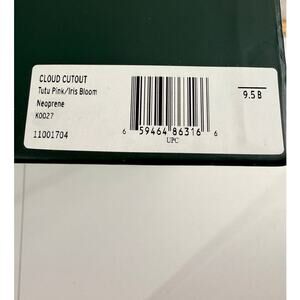 CLOUD CUTOUT
Tutu Pink/Iris Bloom
Neoprene
K0027
11001704
6 59464 86316 6
UPC
9.5 B